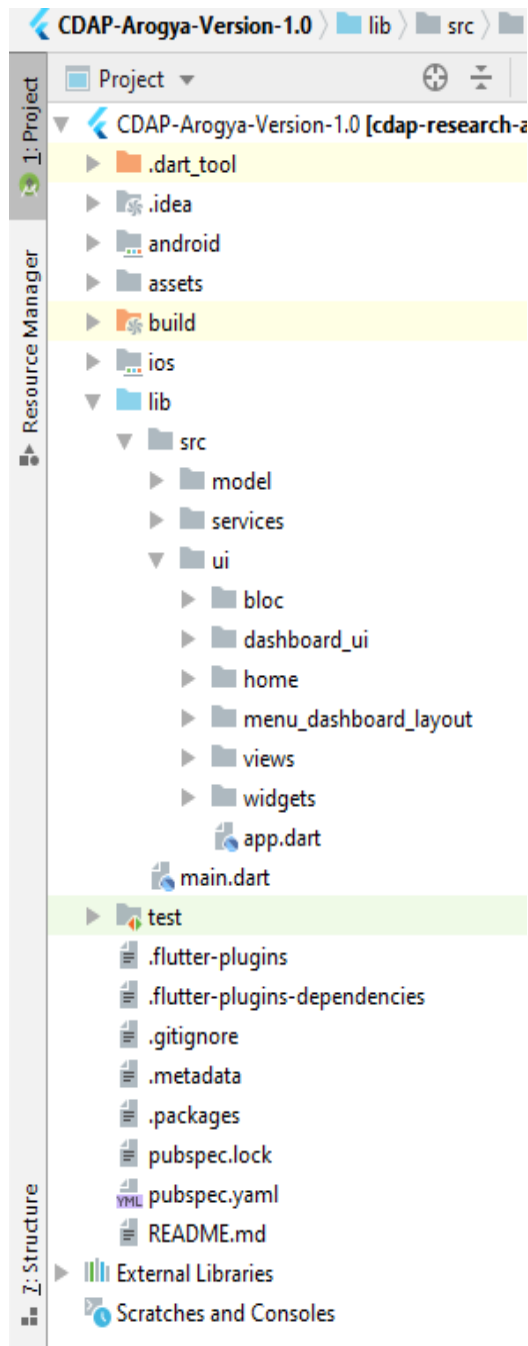 CDAP-Arogya-Version-1.0 lib src
Project
CDAP-Arogya-Version-1.0 [cdap-research-a
.dart_tool
.idea
android
assets
build
ios
lib
src
model
services
ui
bloc
dashboard_ui
home
menu_dashboard_layout
views
widgets
app.dart
main.dart
test
.flutter-plugins
.flutter-plugins-dependencies
.gitignore
.metadata
.packages
pubspec.lock
YML pubspec.yaml
README.md
External Libraries
Scratches and Consoles
1: Project
Resource Manager
7: Structure